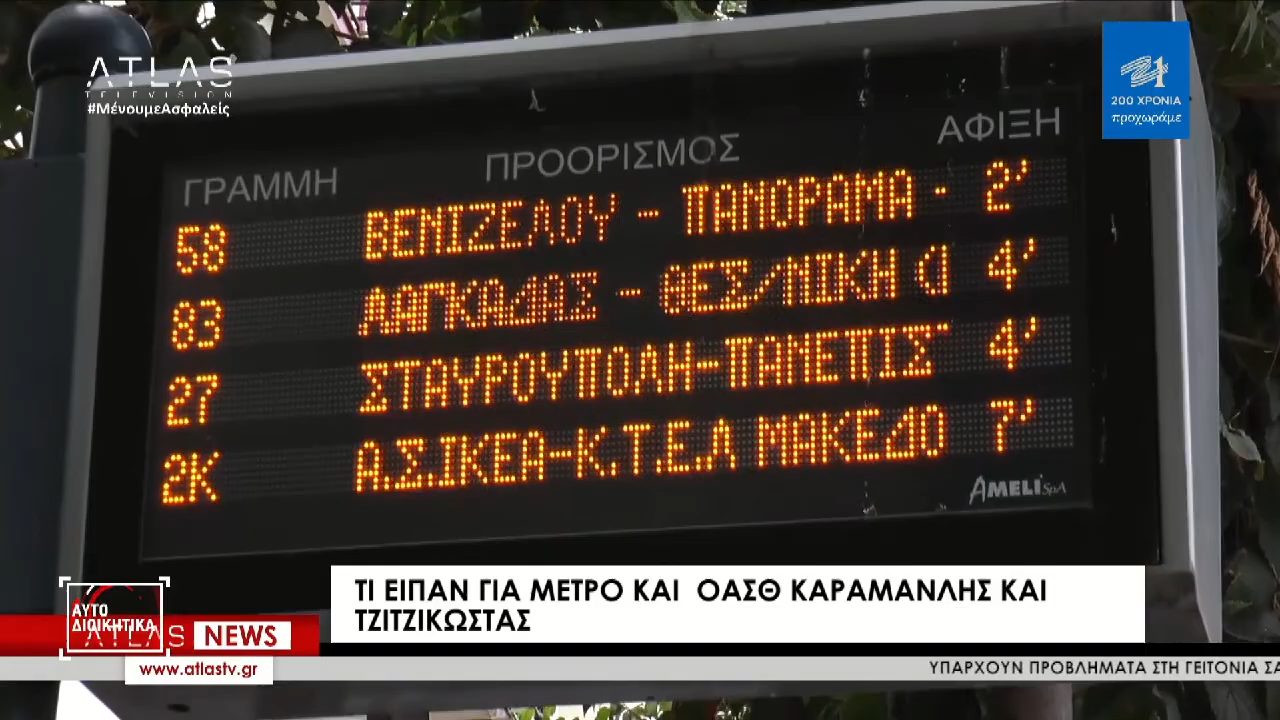 ATLAS
TELEVISION
#ΜένουμεΑσφαλείς
21
200 ΧΡΟΝΙΑ
προχωράμε
ΓΡΑΜΜΗ ΠΡΟΟΡΙΣΜΟΣ ΑΦΙΞΗ
58 ΒΕΝΙΖΕΛΟΥ - ΠΑΝΟΡΑΜΑ - 2'
83 ΛΑΓΚΑΔΑΣ - ΘΕΣ/ΝΙΚΗ 4'
27 ΣΤΑΥΡΟΥΠΟΛΗ-ΠΑΝΕΠΙΣ 4'
2Κ Α.Σ.ΙΚΕΑ-Κ.Τ.Ε.Λ ΜΑΚΕΔΟ 7'
AMELI SpA
ΤΙ ΕΙΠΑΝ ΓΙΑ ΜΕΤΡΟ ΚΑΙ ΟΑΣΘ ΚΑΡΑΜΑΝΛΗΣ ΚΑΙ
ΤΖΙΤΖΙΚΩΣΤΑΣ
ΑΥΤΟ
ΔΙΟΙΚΗΤΙΚΑ
ATLAS NEWS
www.atlastv.gr
ΥΠΑΡΧΟΥΝ ΠΡΟΒΛΗΜΑΤΑ ΣΤΗ ΓΕΙΤΟΝΙΑ ΣΑ